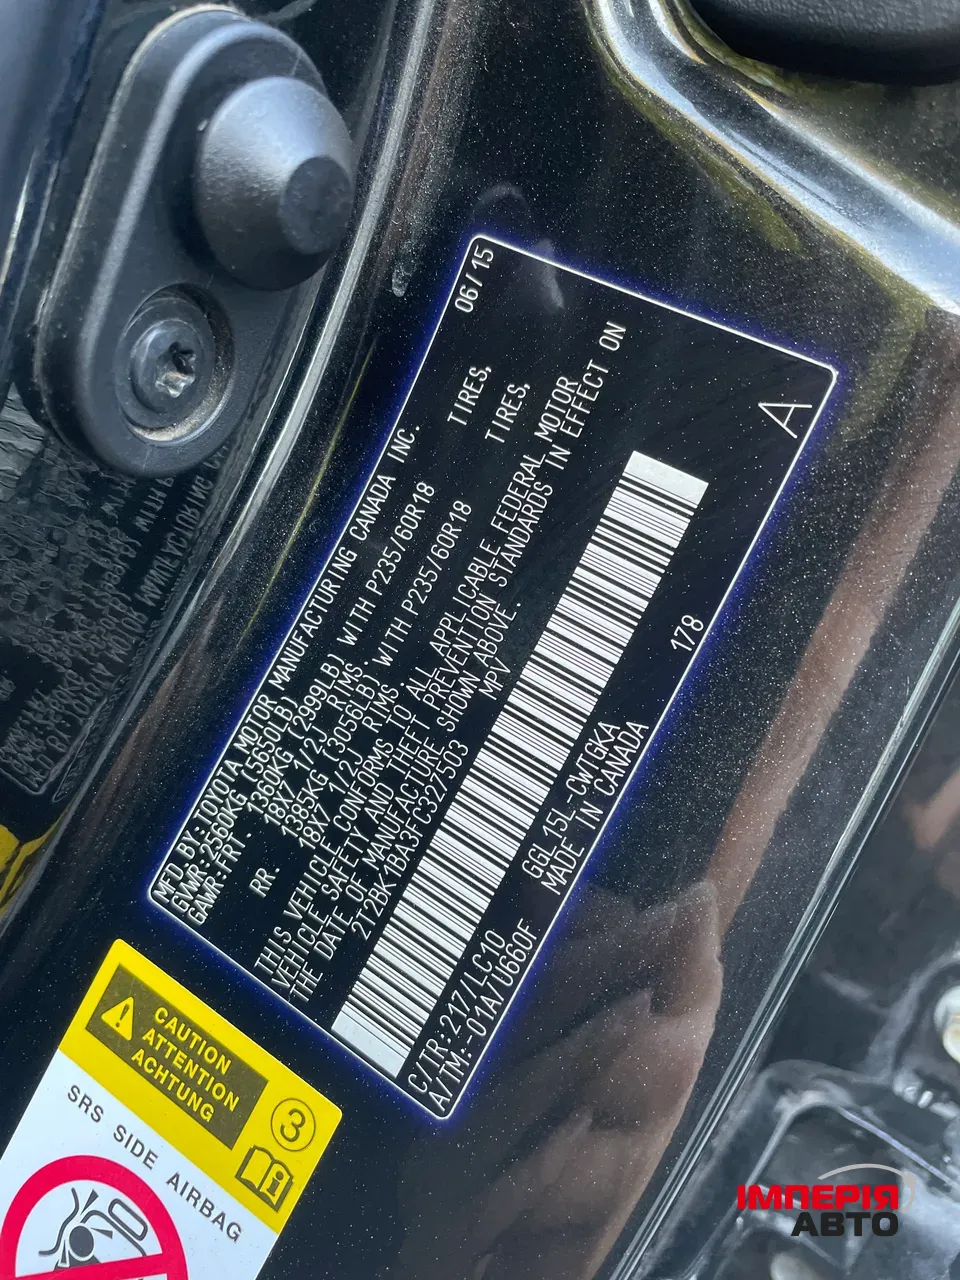 MFD.BY:TOYOTA MOTOR MANUFACTURING CANADA INC. 06/15
GVWR:2560KG (5650LB)
GAWR:FRT- 1360KG (2999LB) WITH P235/60R18 TIRES,
18X7 1/2J RIMS.
RR- 1385KG (3056LB) WITH P235/60R18 TIRES,
18X7 1/2J RIMS.
THIS VEHICLE CONFORMS TO ALL APPLICABLE FEDERAL MOTOR
VEHICLE SAFETY AND THEFT PREVENTION STANDARDS IN EFFECT ON
THE DATE OF MANUFACTURE SHOWN ABOVE.
2T2BK1BA3FC327503 MPV
A
C/TR:217/LC10 GGL15L-CWTGKA 178
A/TM:-01A/U660F MADE IN CANADA
CAUTION
ATTENTION
ACHTUNG
3
SRS SIDE AIRBAG
ІМПЕРІЯ
АВТО